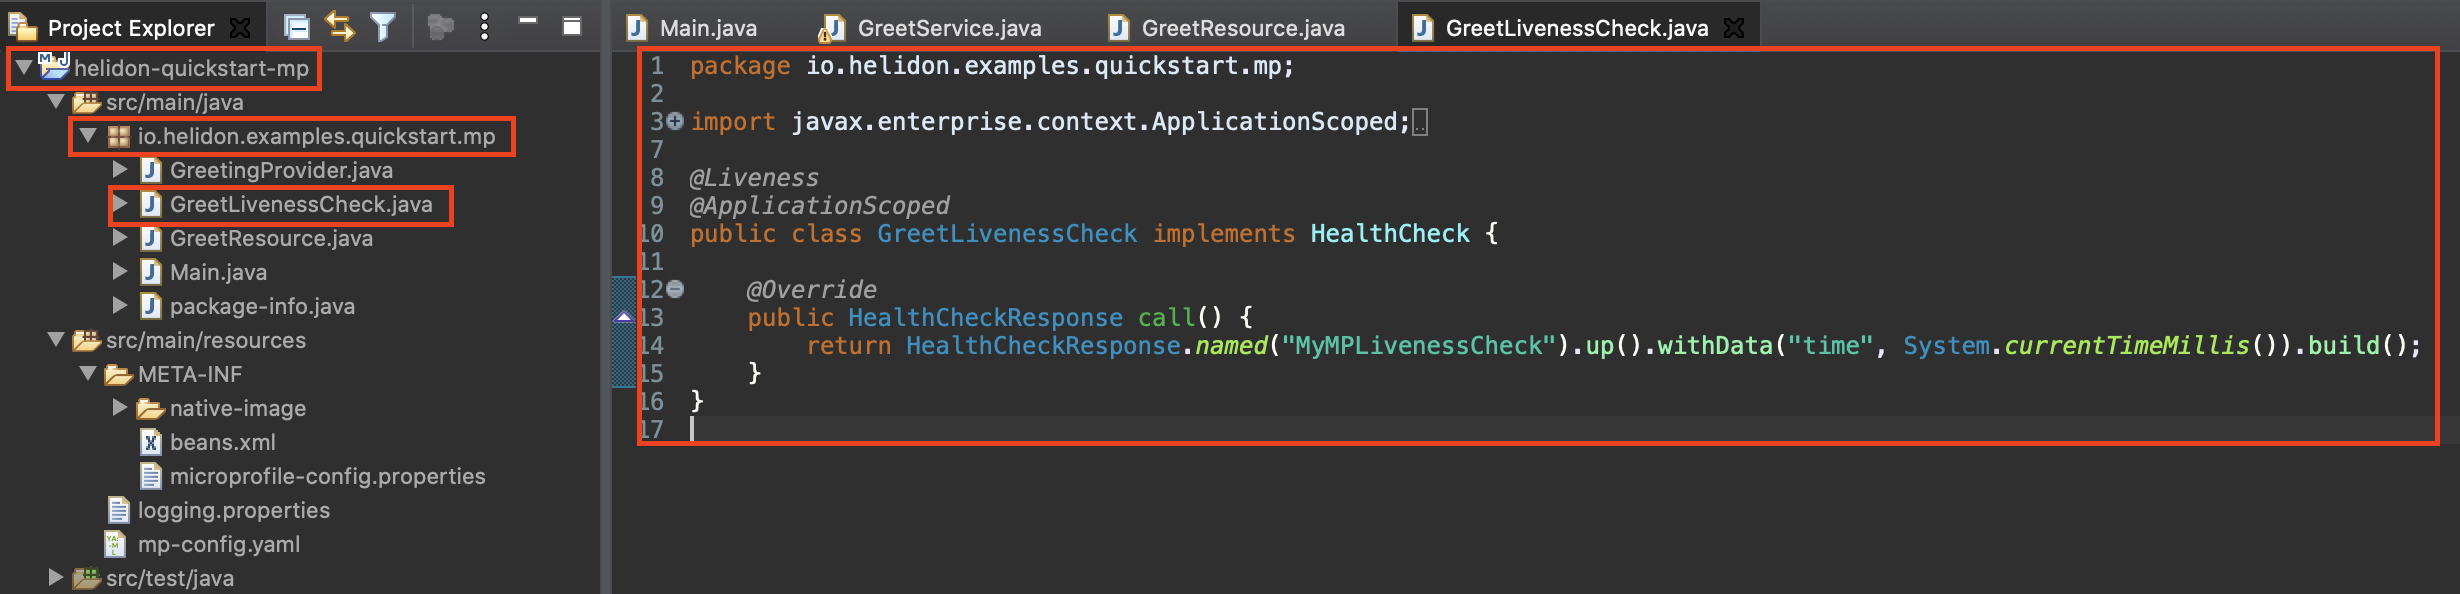 Project Explorer
helidon-quickstart-mp
src/main/java
io.helidon.examples.quickstart.mp
GreetingProvider.java
GreetLivenessCheck.java
GreetResource.java
Main.java
package-info.java
src/main/resources
META-INF
native-image
beans.xml
microprofile-config.properties
logging.properties
mp-config.yaml
src/test/java
Main.java GreetService.java GreetResource.java GreetLivenessCheck.java
1 package io.helidon.examples.quickstart.mp;
2
3 import javax.enterprise.context.ApplicationScoped;
7
8 @Liveness
9 @ApplicationScoped
10 public class GreetLivenessCheck implements HealthCheck {
11
12 @Override
13 public HealthCheckResponse call() {
14 return HealthCheckResponse.named("MyMPLivenessCheck").up().withData("time", System.currentTimeMillis()).build();
15 }
16 }
17